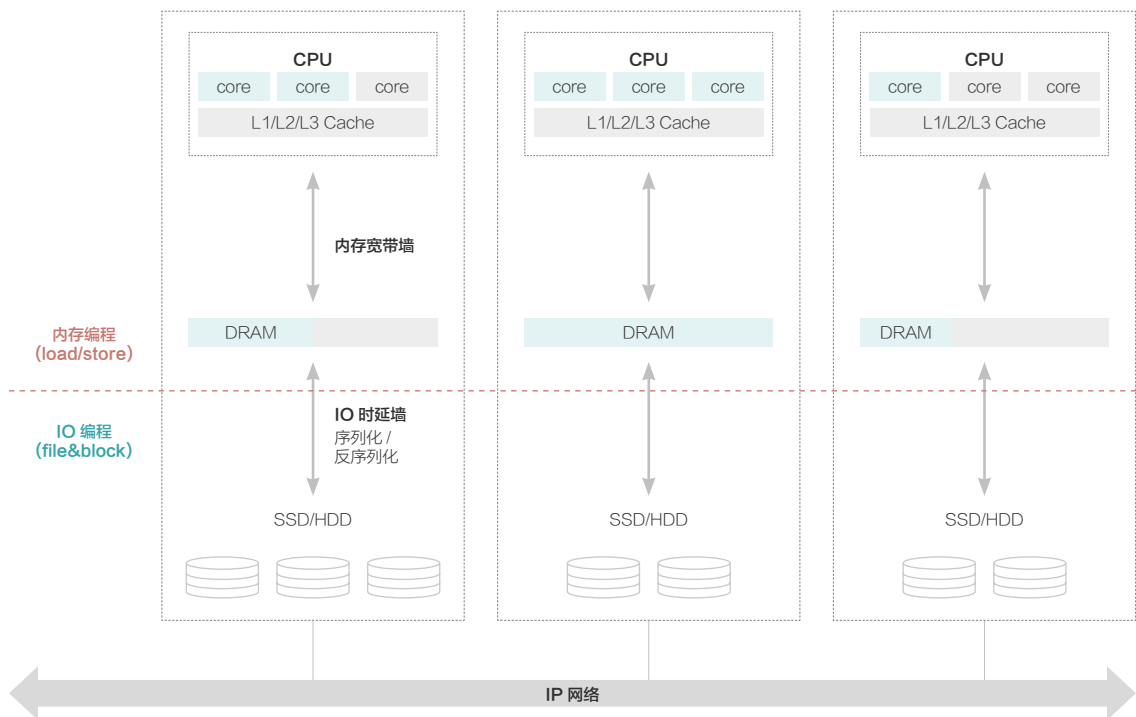 CPU
core core core
L1/L2/L3 Cache
CPU
core core core
L1/L2/L3 Cache
CPU
core core core
L1/L2/L3 Cache
内存宽带墙
内存编程
（load/store）
DRAM
DRAM
DRAM
IO 编程
（file&block）
IO 时延墙
序列化 /
反序列化
SSD/HDD
SSD/HDD
SSD/HDD
IP 网络